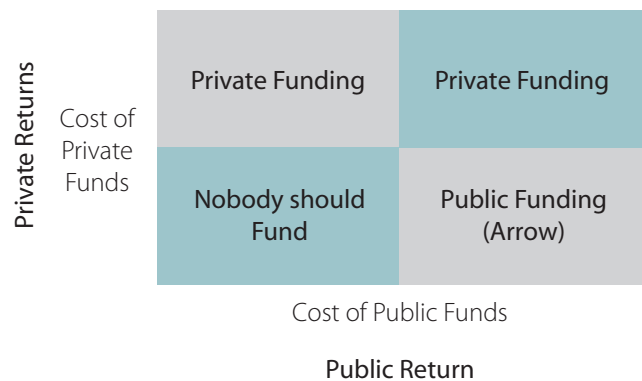 Private Returns
Cost of
Private
Funds
Private Funding
Private Funding
Nobody should
Fund
Public Funding
(Arrow)
Cost of Public Funds
Public Return